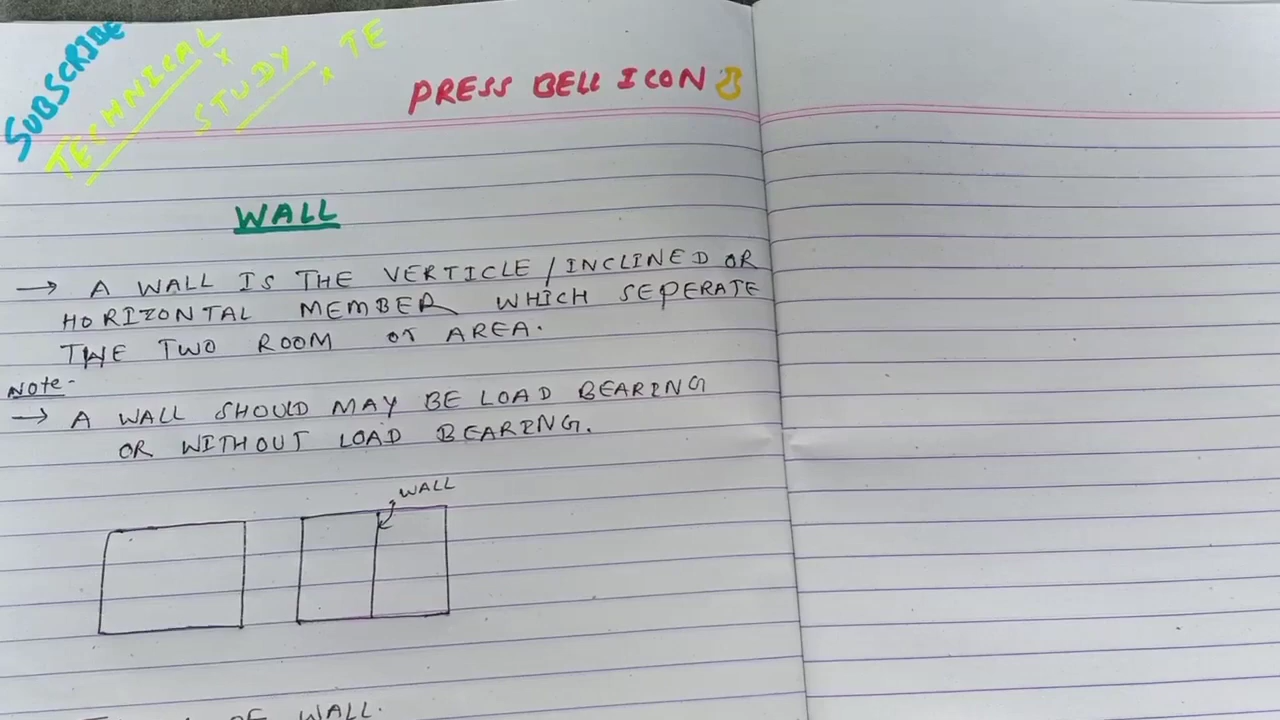 SUBSCRIBE
TECHNICAL x
STUDY x TE
PRESS BELL ICON
WALL
→ A WALL IS THE VERTICLE / INCLINED OR
HORIZONTAL MEMBER WHICH SEPERATE
THE TWO ROOM or AREA.
Note-
→ A WALL SHOULD MAY BE LOAD BEARING
OR WITHOUT LOAD BEARING.
WALL
OF WALL.